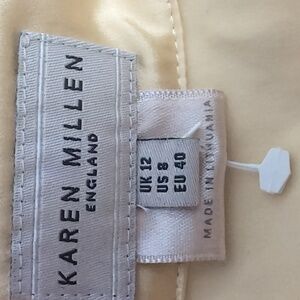 KAREN MILLEN
ENGLAND
UK 12
US 8
EU 40
MADE IN LITHUANIA